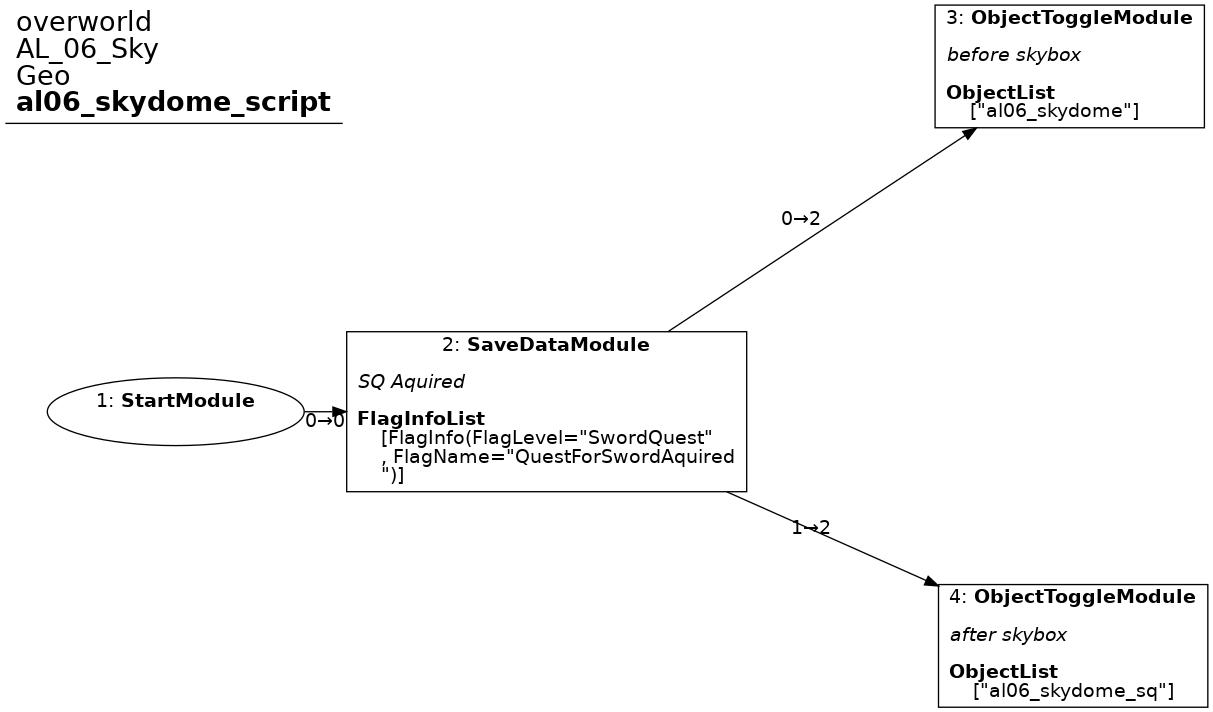 overworld
AL_06_Sky
Geo
al06_skydome_script
3: ObjectToggleModule
before skybox
ObjectList
["al06_skydome"]
0→2
1: StartModule
0→0
2: SaveDataModule
SQ Aquired
FlagInfoList
[FlagInfo(FlagLevel="SwordQuest"
, FlagName="QuestForSwordAquired
")]
1→2
4: ObjectToggleModule
after skybox
ObjectList
["al06_skydome_sq"]